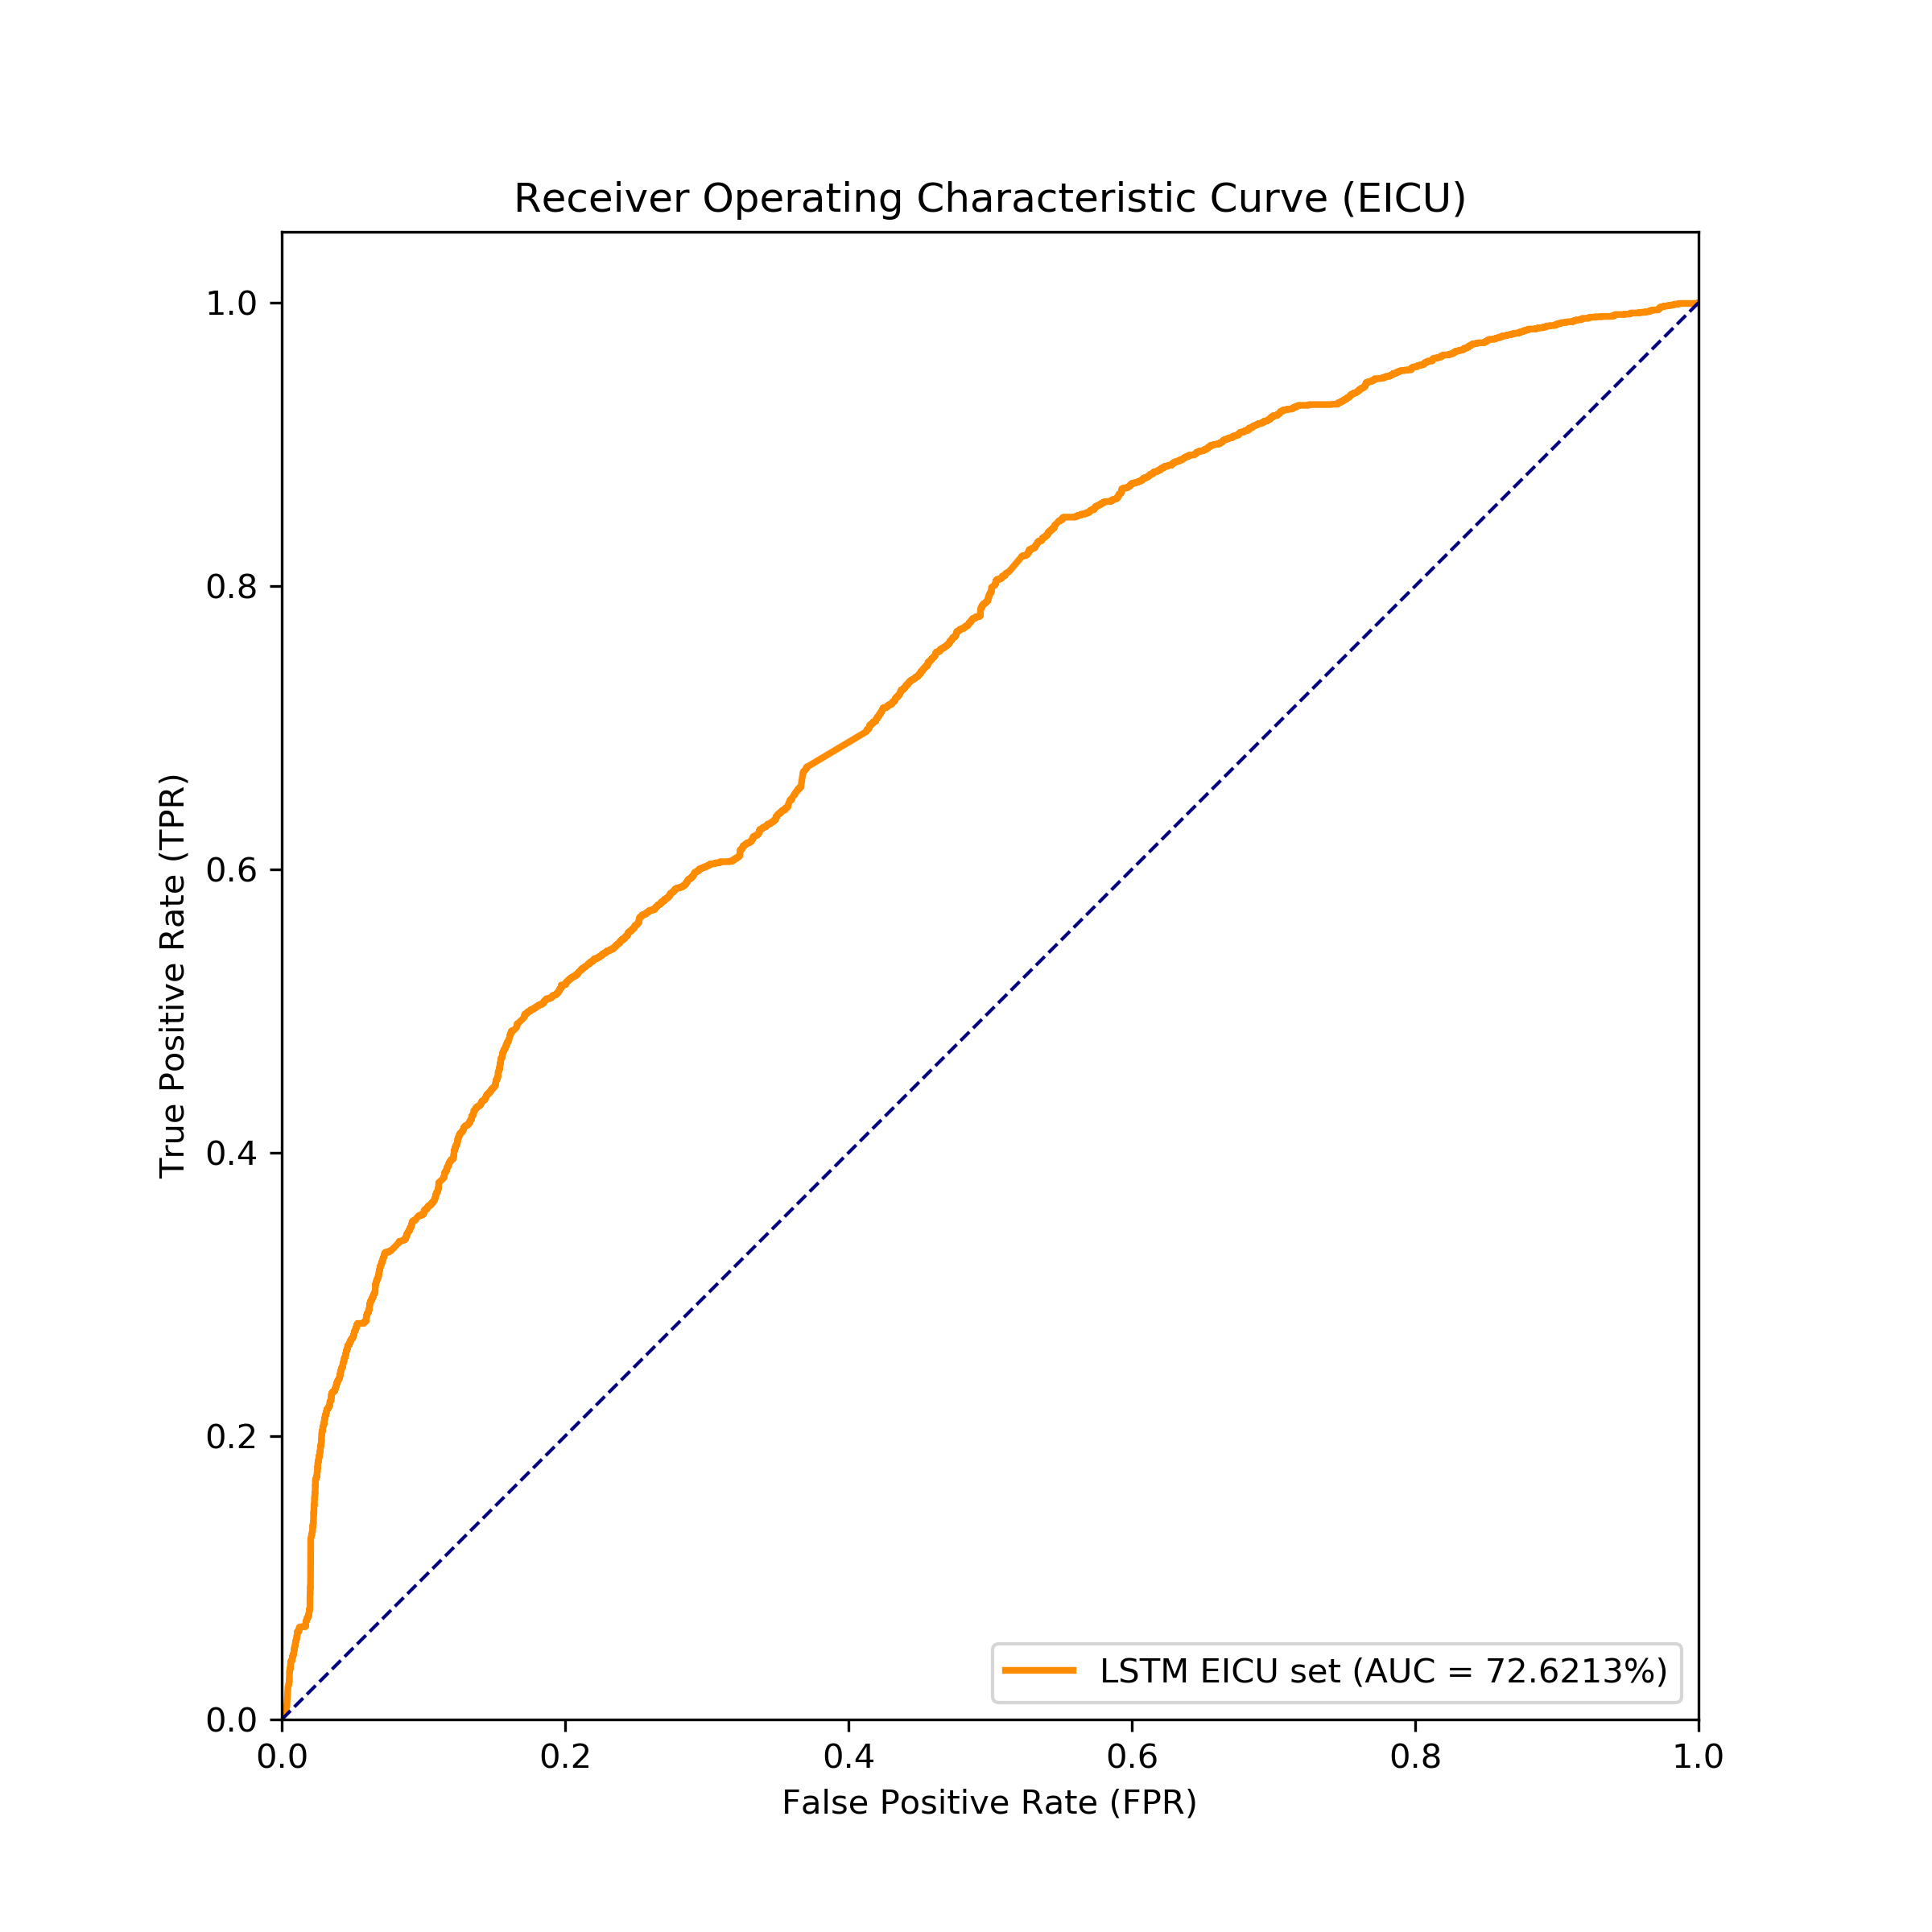 Receiver Operating Characteristic Curve (EICU)
True Positive Rate (TPR)
1.0
0.8
0.6
0.4
0.2
0.0
LSTM EICU set (AUC = 72.6213%)
0.0 0.2 0.4 0.6 0.8 1.0
False Positive Rate (FPR)